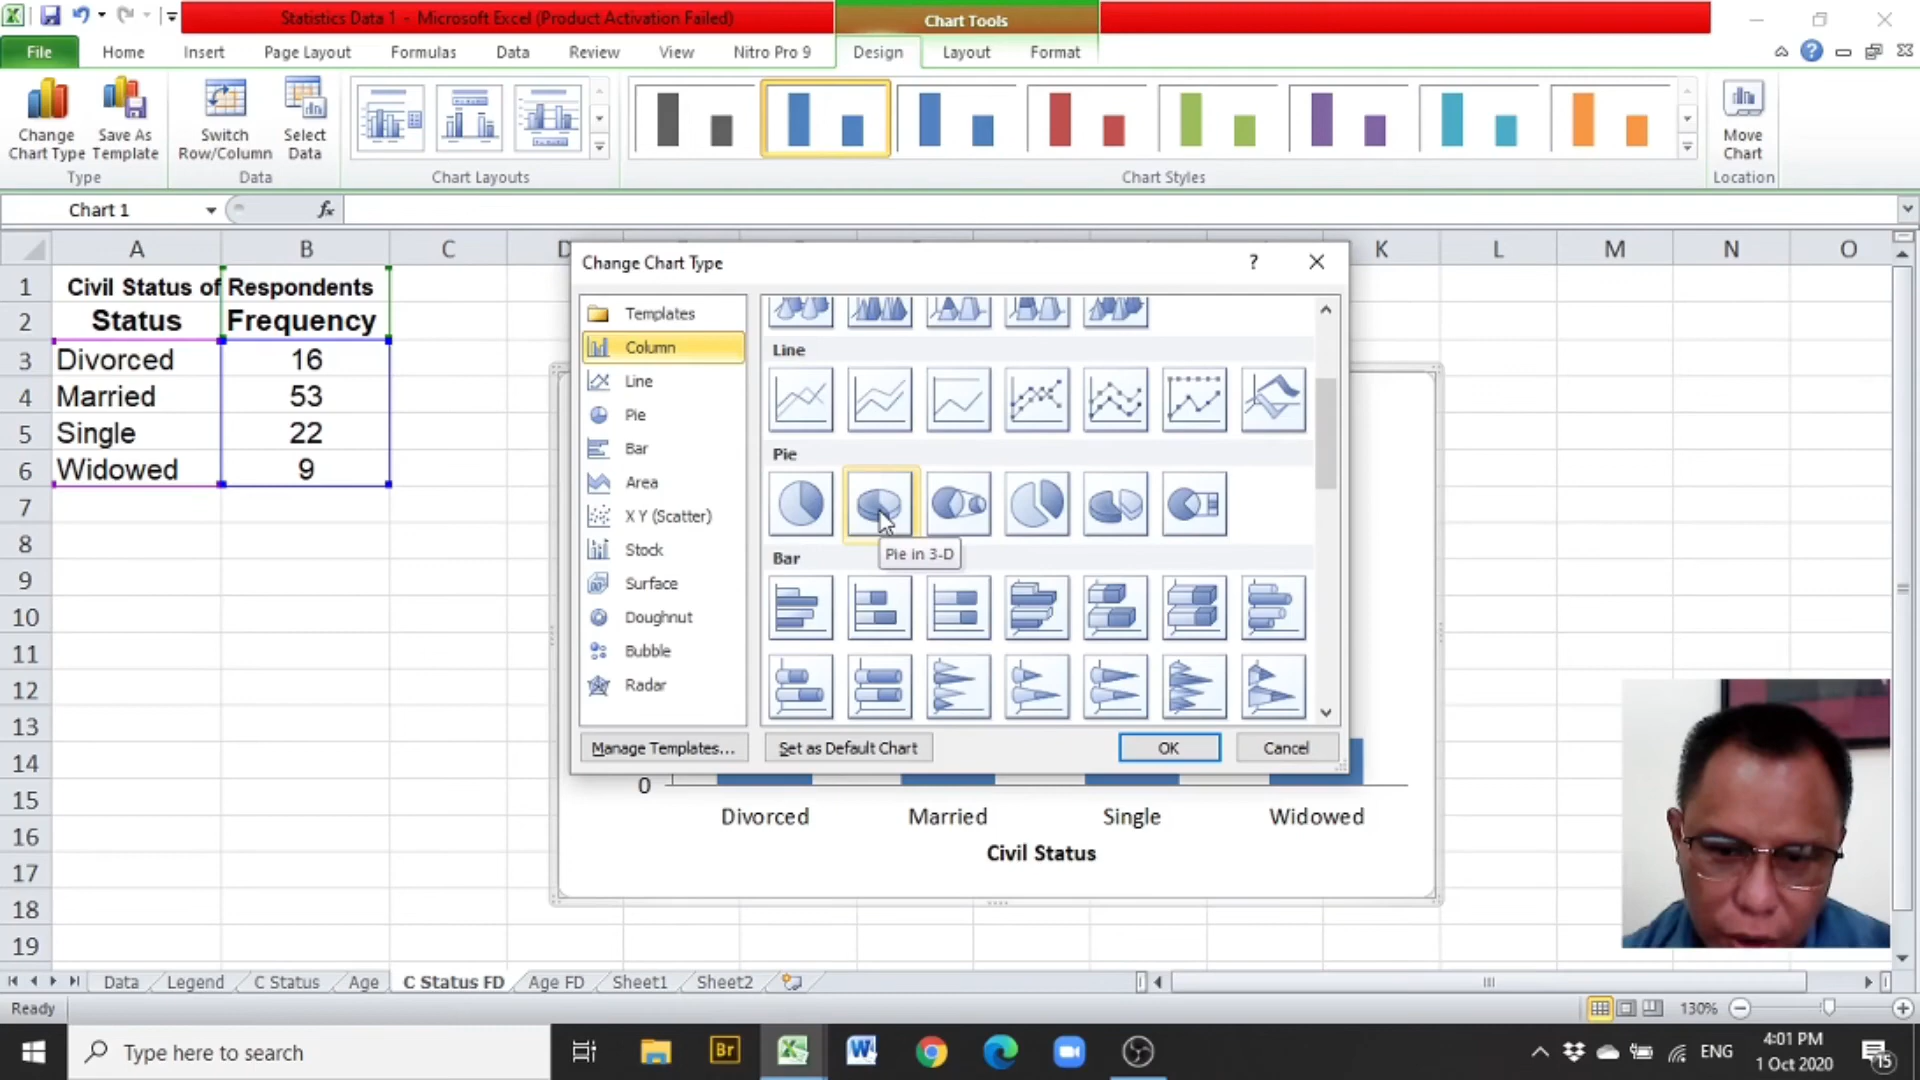 Statistics Data 1 - Microsoft Excel (Product Activation Failed)
Chart Tools
File Home Insert Page Layout Formulas Data Review View Nitro Pro 9 Design Layout Format
Change Chart Type
Save As Template
Switch Row/Column
Select Data
Move Chart
Type Data Chart Layouts Chart Styles Location
Chart 1 fx
A B C D K L M N O
1 Civil Status of Respondents
2 Status Frequency
3 Divorced 16
4 Married 53
5 Single 22
6 Widowed 9
7
8
9
10
11
12
13
14
15
16
17
18
19
Change Chart Type ?
Templates
Column
Line
Pie
Bar
Area
X Y (Scatter)
Stock
Surface
Doughnut
Bubble
Radar
Line
Pie
Pie in 3-D
Bar
Manage Templates... Set as Default Chart OK Cancel
0
Divorced Married Single Widowed
Civil Status
Data Legend C Status Age C Status FD Age FD Sheet1 Sheet2
Ready 130%
Type here to search
Br
W
ENG
4:01 PM
1 Oct 2020
15